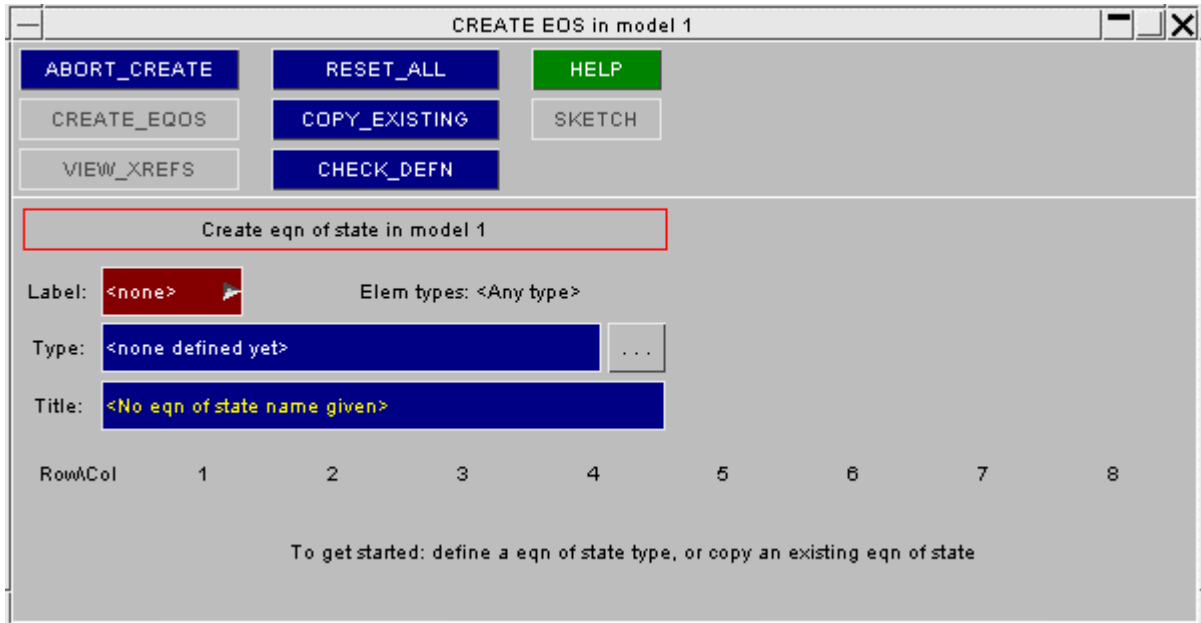 CREATE EOS in model 1
ABORT_CREATE RESET_ALL HELP
CREATE_EQOS COPY_EXISTING SKETCH
VIEW_XREFS CHECK_DEFN
Create eqn of state in model 1
Label: <none> Elem types: <Any type>
Type: <none defined yet> ...
Title: <No eqn of state name given>
Row\Col 1 2 3 4 5 6 7 8
To get started: define a eqn of state type, or copy an existing eqn of state